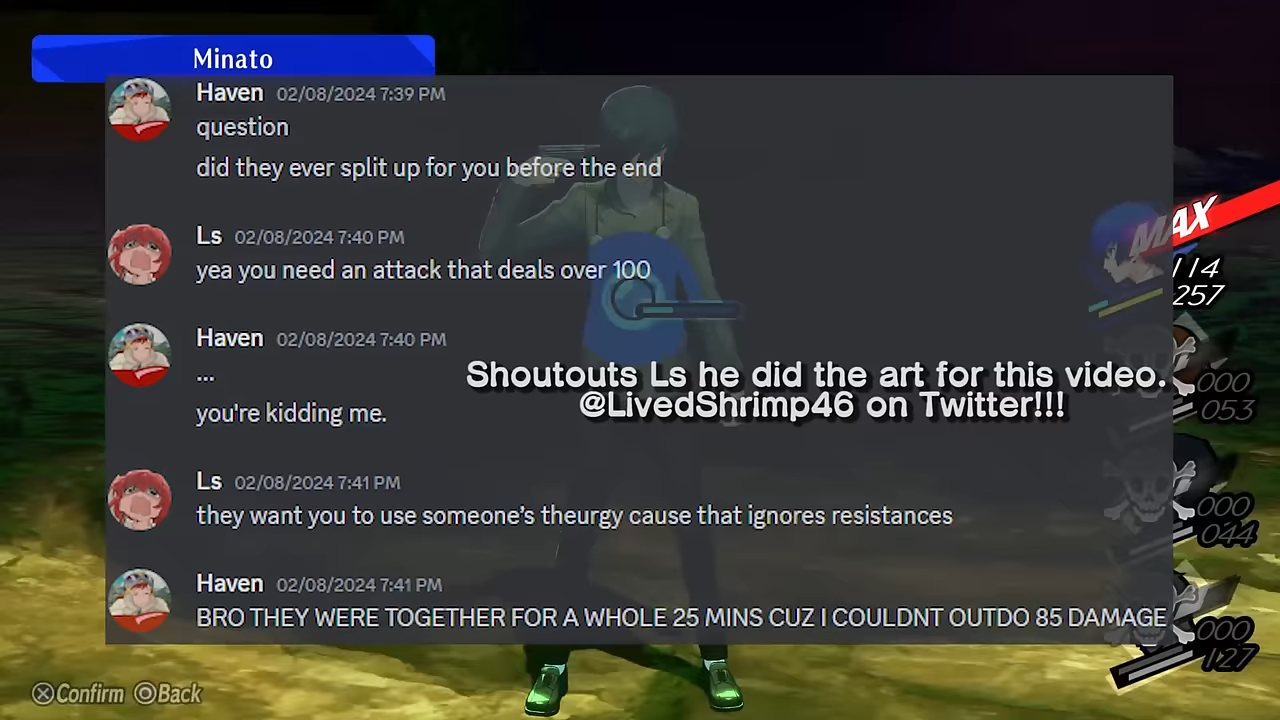 Minato
Haven 02/08/2024 7:39 PM
question
did they ever split up for you before the end
Ls 02/08/2024 7:40 PM
yea you need an attack that deals over 100
MAX
114
257
Haven 02/08/2024 7:40 PM
...
you're kidding me.
Shoutouts Ls he did the art for this video.
@LivedShrimp46 on Twitter!!!
000
053
Ls 02/08/2024 7:41 PM
they want you to use someone's theurgy cause that ignores resistances
000
044
Haven 02/08/2024 7:41 PM
BRO THEY WERE TOGETHER FOR A WHOLE 25 MINS CUZ I COULDNT OUTDO 85 DAMAGE
000
127
Confirm Back